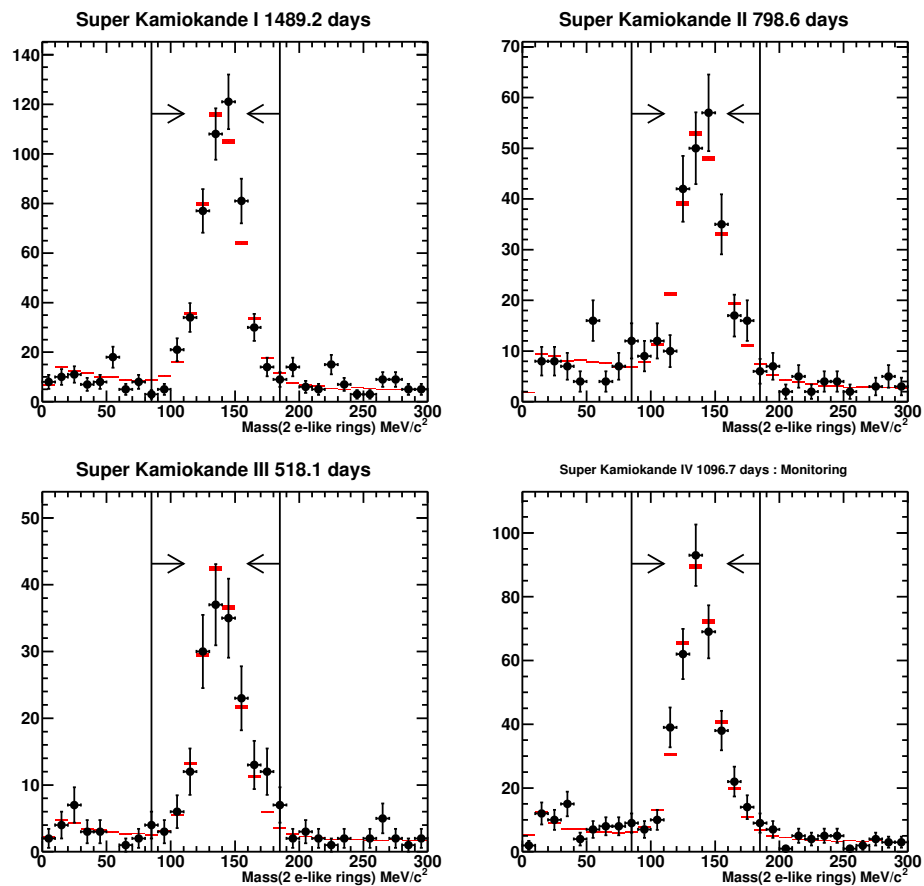 Super Kamiokande I 1489.2 days
140
120
100
80
60
40
20
0
0 50 100 150 200 250 300
Mass(2 e-like rings) MeV/c²
Super Kamiokande II 798.6 days
70
60
50
40
30
20
10
0
0 50 100 150 200 250 300
Mass(2 e-like rings) MeV/c²
Super Kamiokande III 518.1 days
50
40
30
20
10
0
0 50 100 150 200 250 300
Mass(2 e-like rings) MeV/c²
Super Kamiokande IV 1096.7 days : Monitoring
100
80
60
40
20
0
0 50 100 150 200 250 300
Mass(2 e-like rings) MeV/c²